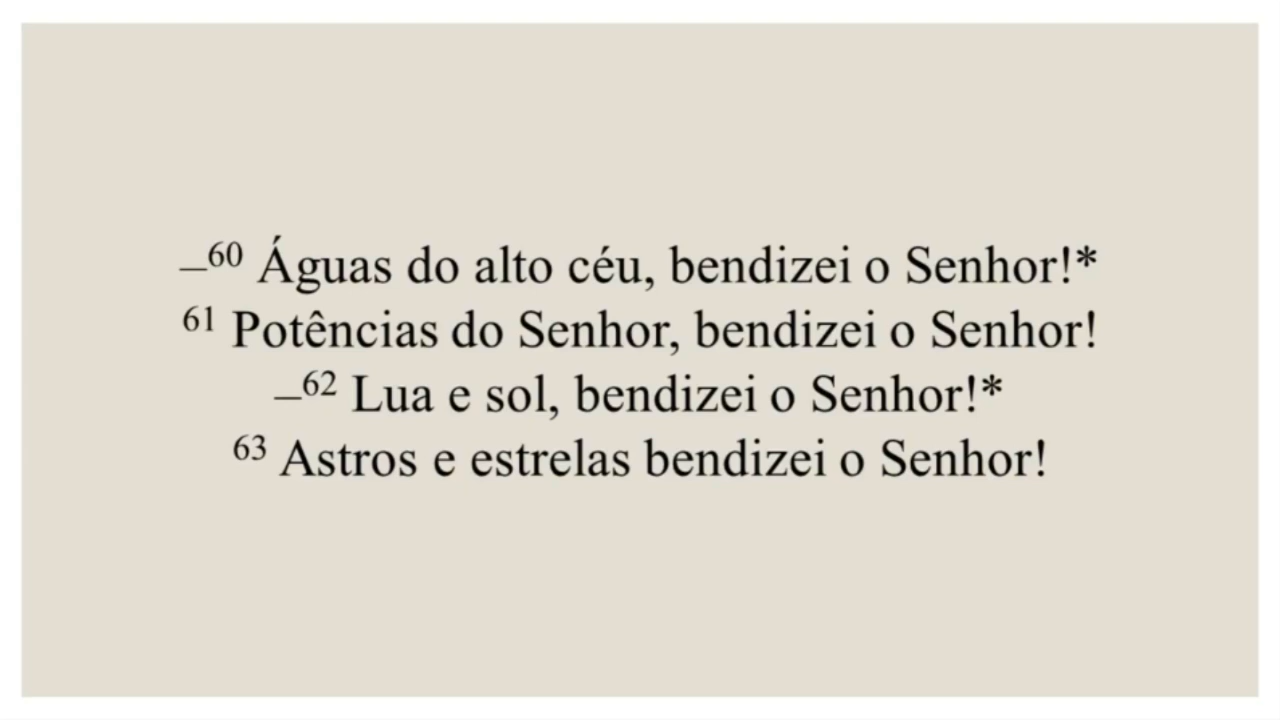 –⁶⁰ Águas do alto céu, bendizei o Senhor!*
⁶¹ Potências do Senhor, bendizei o Senhor!
–⁶² Lua e sol, bendizei o Senhor!*
⁶³ Astros e estrelas bendizei o Senhor!